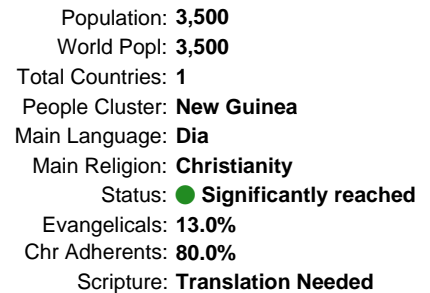 Population: 3,500
World Popl: 3,500
Total Countries: 1
People Cluster: New Guinea
Main Language: Dia
Main Religion: Christianity
Status: Significantly reached
Evangelicals: 13.0%
Chr Adherents: 80.0%
Scripture: Translation Needed